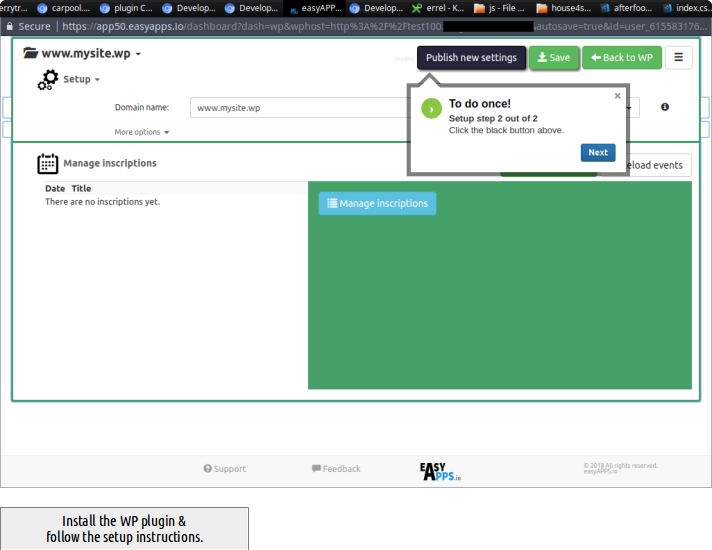 errytr... carpool.... plugin C... Develop... Develop... easyAPP... Develop... errel - K... js - File ... house4s... afterfoo... index.cs...
Secure | https://app50.easyapps.io/dashboard?dash=wp&wphost=http%3A%2F%2Ftest100. &autosave=true&id=user_615583176...
www.mysite.wp
Publish new settings Save Back to WP
Setup
Domain name: www.mysite.wp
More options
To do once!
Setup step 2 out of 2
Click the black button above.
Next
Manage inscriptions
eload events
Date Title
There are no inscriptions yet.
Manage inscriptions
Support Feedback EASY APPS.io
© 2018 All rights reserved.
easyAPPS.io
Install the WP plugin &
follow the setup instructions.